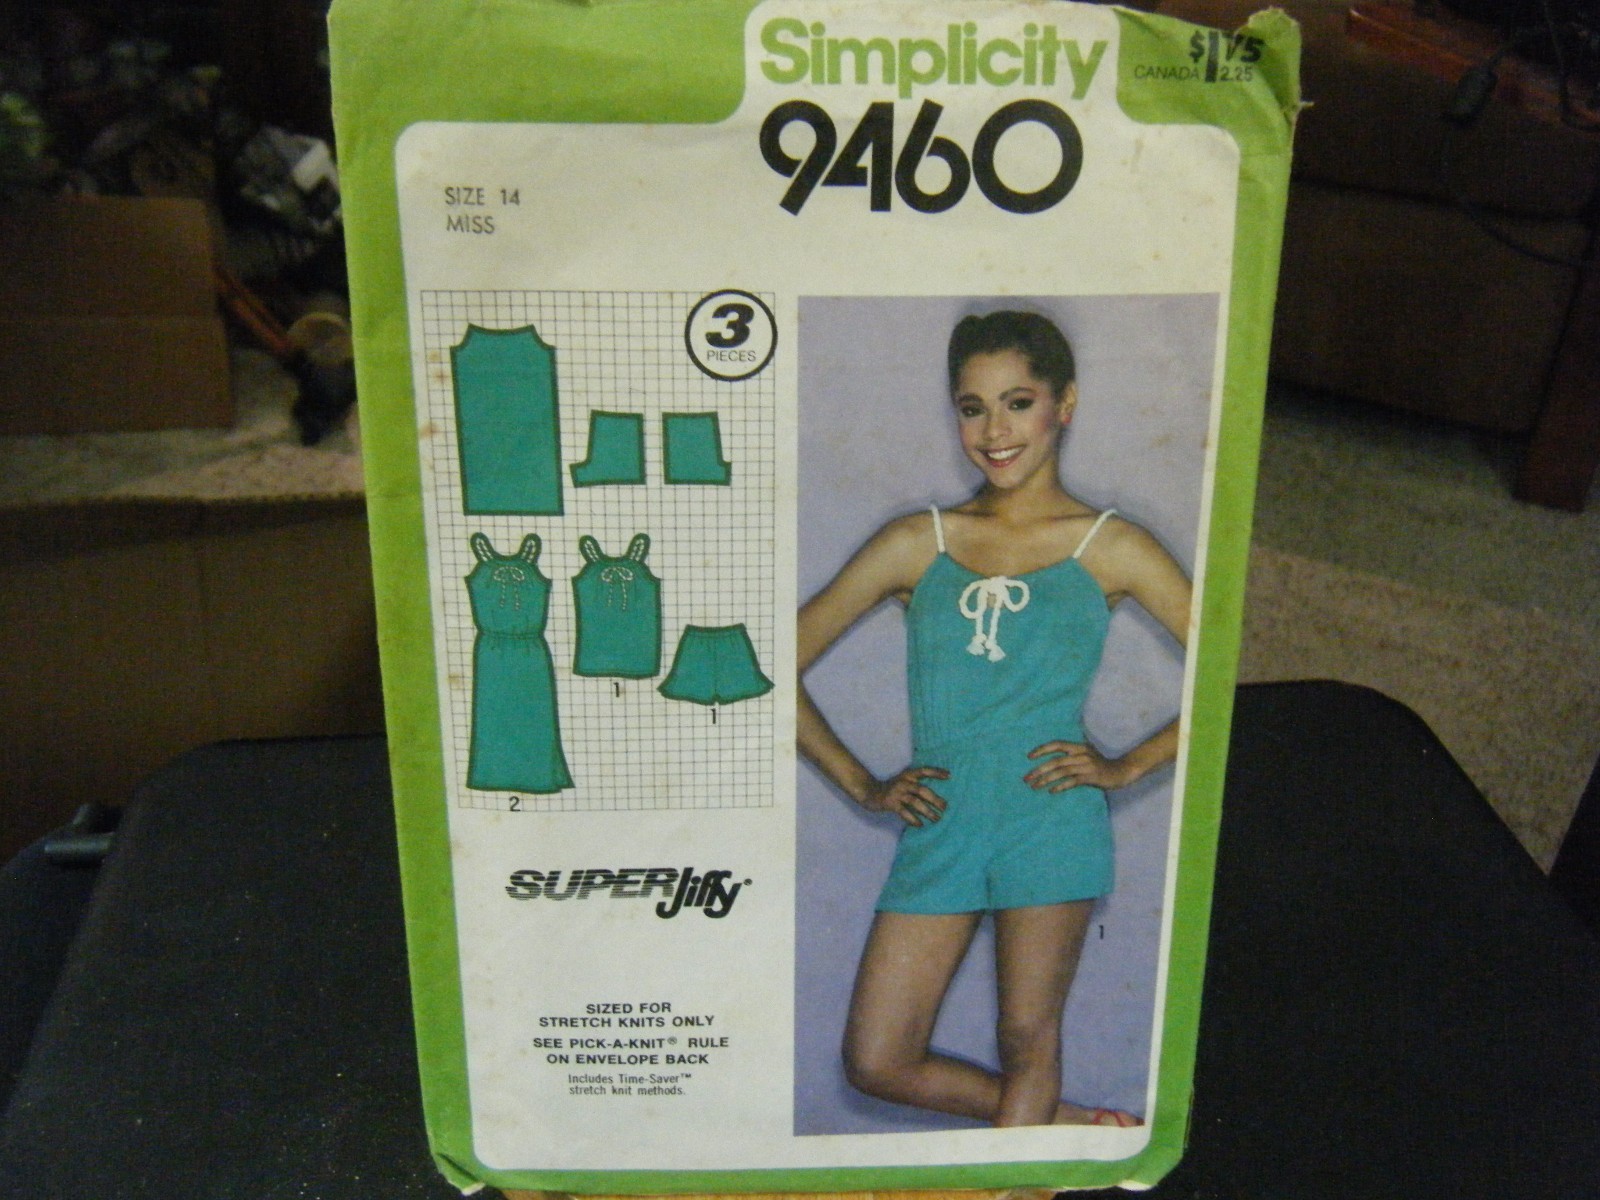 Simplicity
$1.75
CANADA 2.25
9460
SIZE 14
MISS
3
PIECES
1
1
2
SUPER Jiffy®
SIZED FOR
STRETCH KNITS ONLY
SEE PICK-A-KNIT® RULE
ON ENVELOPE BACK
Includes Time-Saver™
stretch knit methods.
1